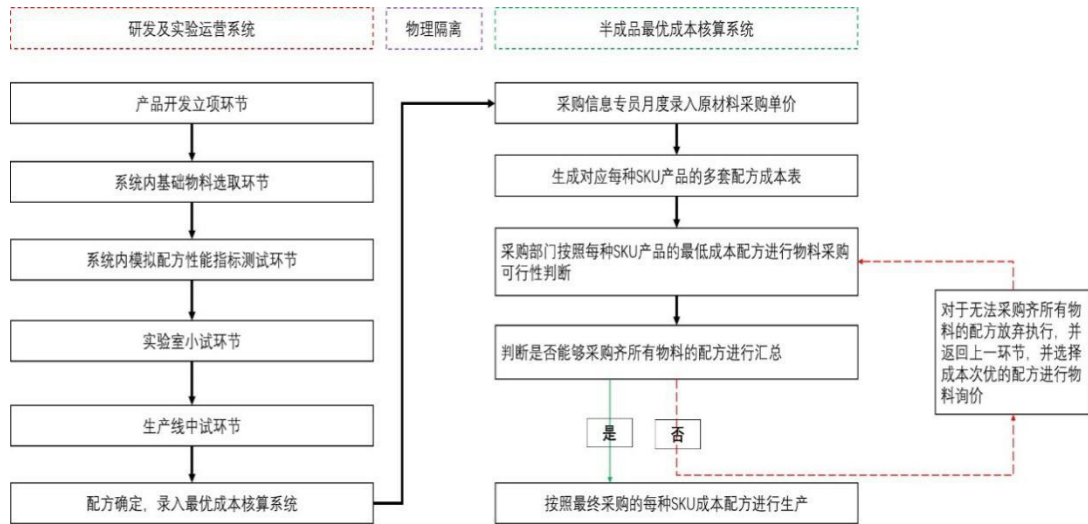 研发及实验运营系统
物理隔离
半成品最优成本核算系统
产品开发立项环节
系统内基础物料选取环节
系统内模拟配方性能指标测试环节
实验室小试环节
生产线中试环节
配方确定，录入最优成本核算系统
采购信息专员月度录入原材料采购单价
生成对应每种SKU产品的多套配方成本表
采购部门按照每种SKU产品的最低成本配方进行物料采购
可行性判断
判断是否能够采购齐所有物料的配方进行汇总
是
否
对于无法采购齐所有物
料的配方放弃执行，并
返回上一环节，并选择
成本次优的配方进行物
料询价
按照最终采购的每种SKU成本配方进行生产